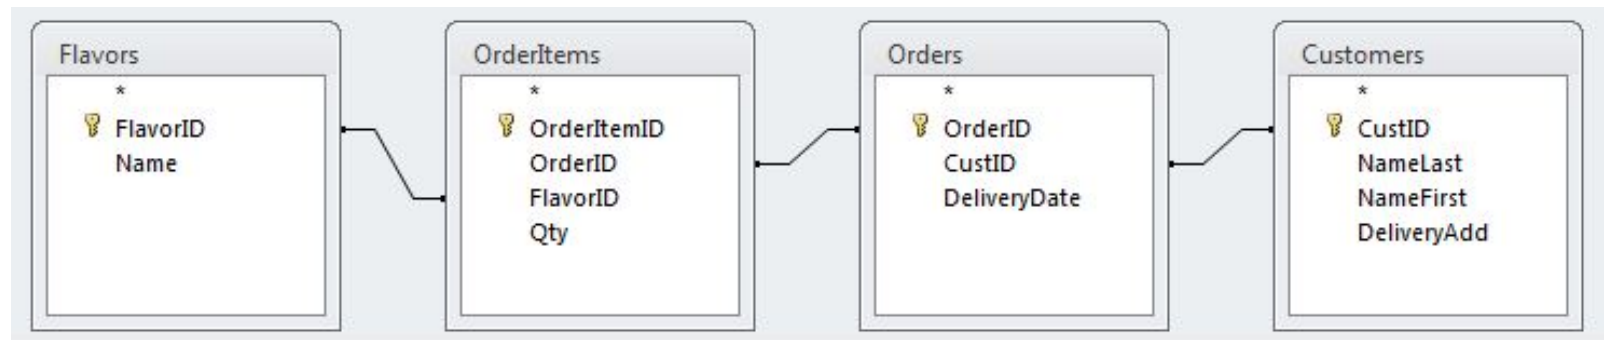 Flavors
*
FlavorID
Name
OrderItems
*
OrderItemID
OrderID
FlavorID
Qty
Orders
*
OrderID
CustID
DeliveryDate
Customers
*
CustID
NameLast
NameFirst
DeliveryAdd